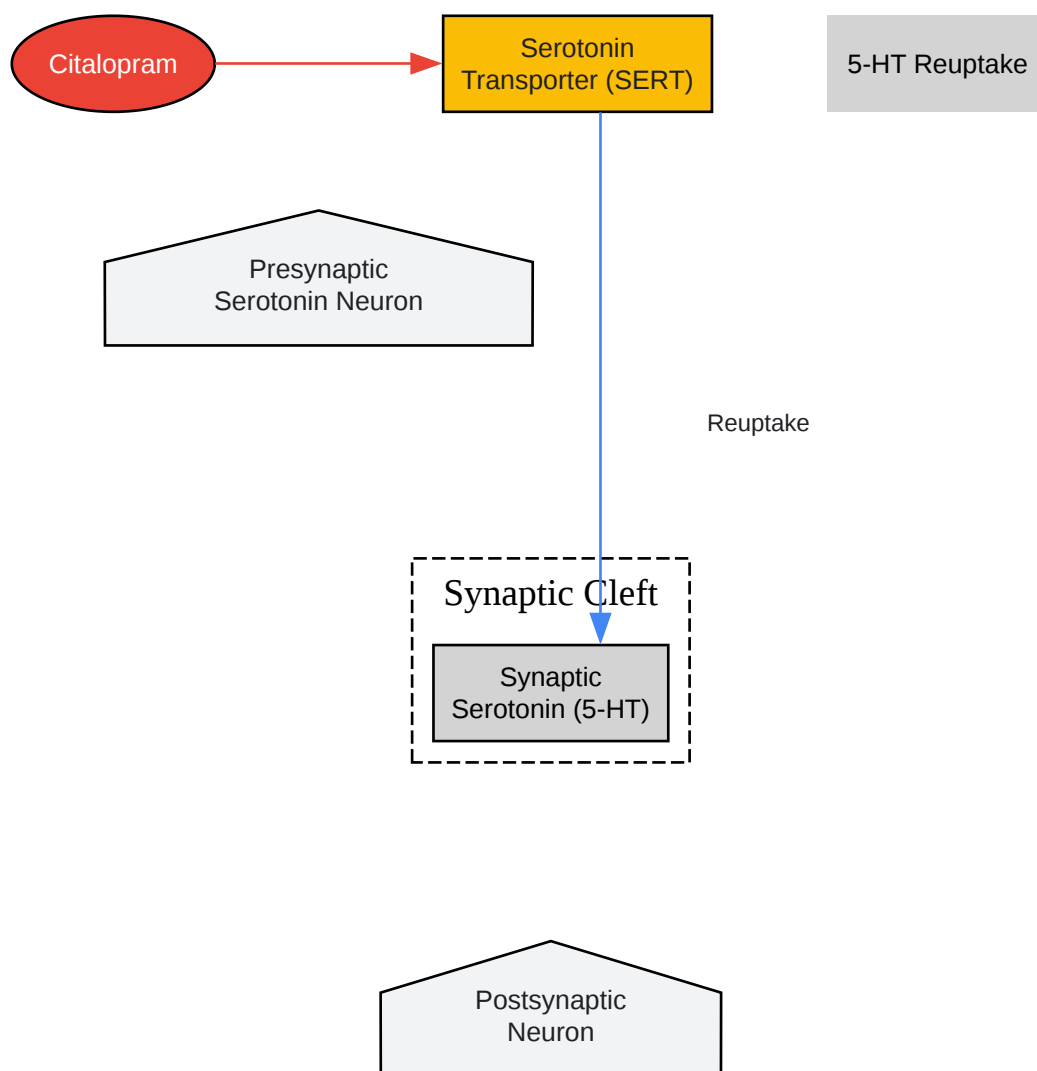 Citalopram
Serotonin
Transporter (SERT)
5-HT Reuptake
Presynaptic
Serotonin Neuron
Reuptake
Synaptic Cleft
Synaptic
Serotonin (5-HT)
Postsynaptic
Neuron